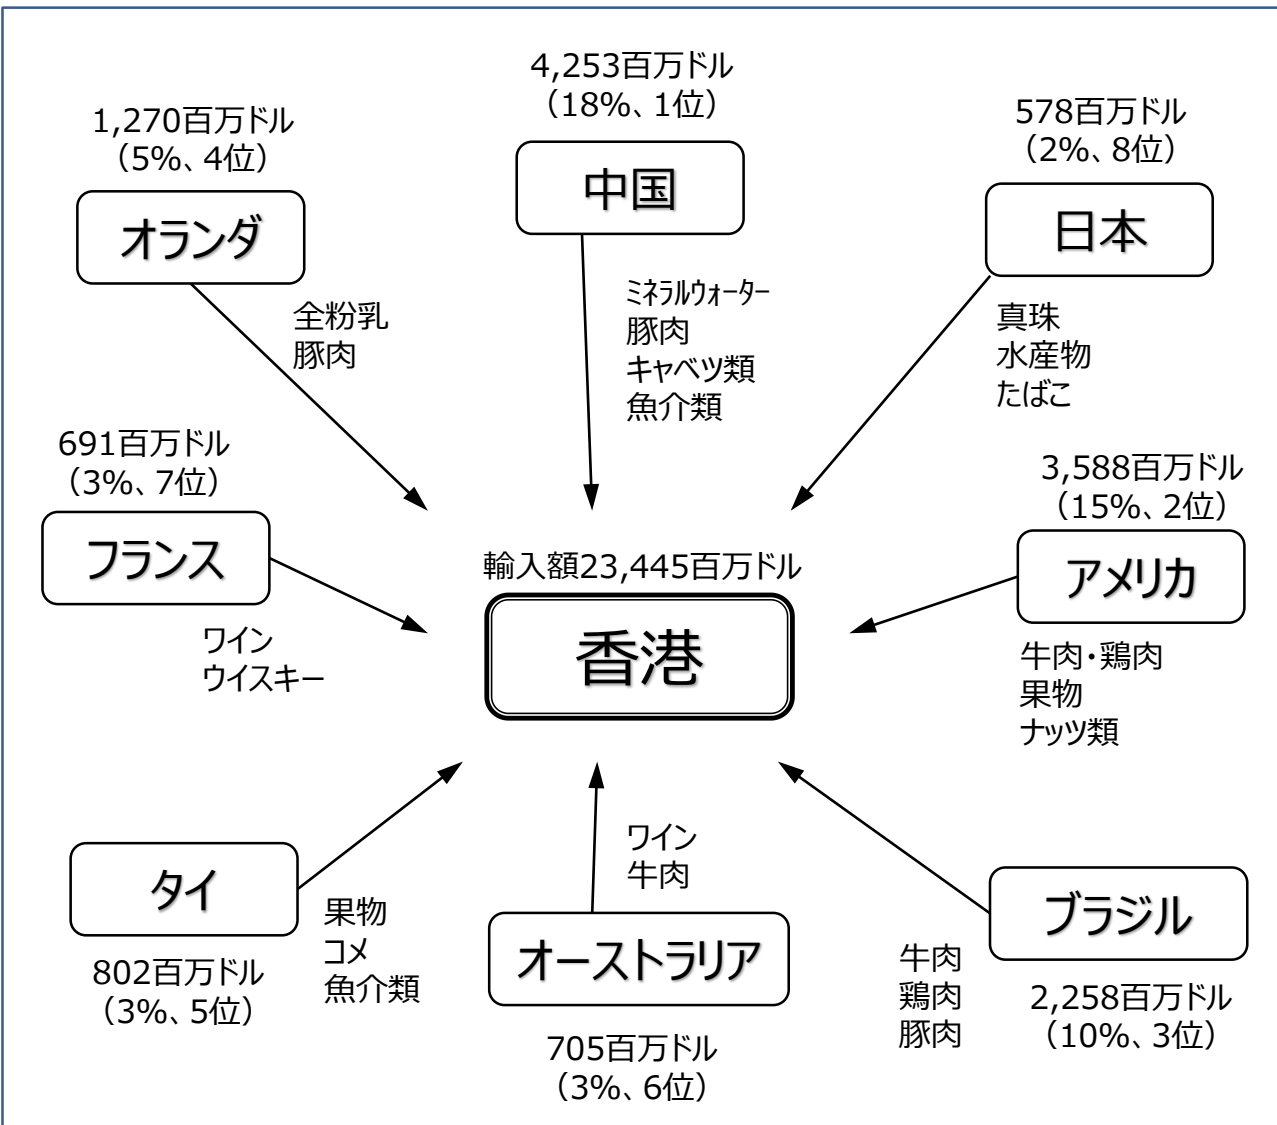 4,253百万ドル
（18%、1位）
中国
ミネラルウォーター
豚肉
キャベツ類
魚介類
1,270百万ドル
（5%、4位）
オランダ
全粉乳
豚肉
578百万ドル
（2%、8位）
日本
真珠
水産物
たばこ
691百万ドル
（3%、7位）
フランス
ワイン
ウイスキー
3,588百万ドル
（15%、2位）
アメリカ
牛肉・鶏肉
果物
ナッツ類
輸入額23,445百万ドル
香港
タイ
802百万ドル
（3%、5位）
果物
コメ
魚介類
ワイン
牛肉
オーストラリア
705百万ドル
（3%、6位）
ブラジル
2,258百万ドル
（10%、3位）
牛肉
鶏肉
豚肉